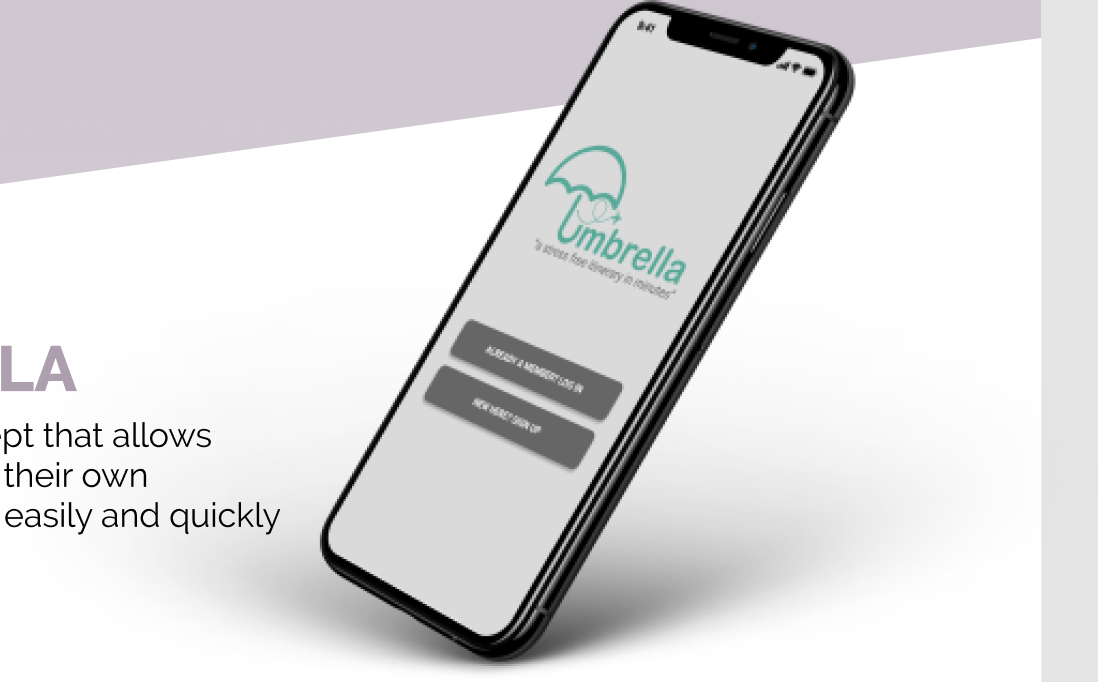 9:41
Umbrella
"a stress free itinerary in minutes"
ALREADY A MEMBER? LOG IN
NEW HERE? SIGN UP
LA
ept that allows
their own
easily and quickly